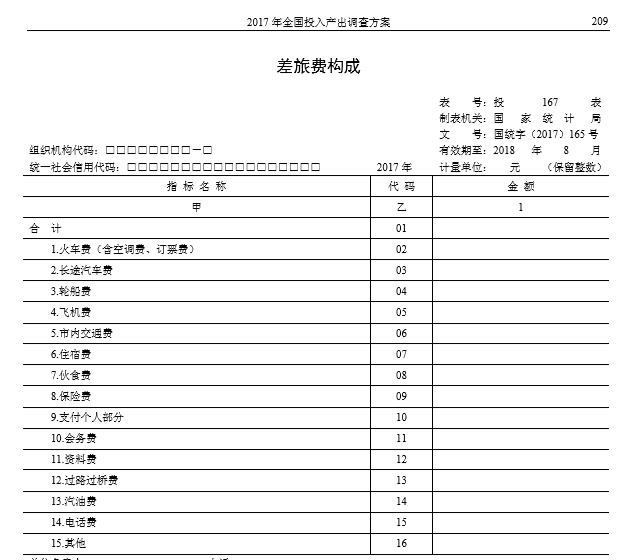 2017 年全国投入产出调查方案 209
差旅费构成
表 号：投 167 表
制表机关：国 家 统 计 局
文 号：国统字（2017）165 号
组织机构代码：□□□□□□□□－□ 有效期至：2018 年 8 月
统一社会信用代码：□□□□□□□□□□□□□□□□□□ 2017 年 计量单位： 元 （保留整数）
指 标 名 称 代 码 金 额
甲 乙 1
合 计 01
1.火车费（含空调费、订票费） 02
2.长途汽车费 03
3.轮船费 04
4.飞机费 05
5.市内交通费 06
6.住宿费 07
7.伙食费 08
8.保险费 09
9.支付个人部分 10
10.会务费 11
11.资料费 12
12.过路过桥费 13
13.汽油费 14
14.电话费 15
15.其他 16